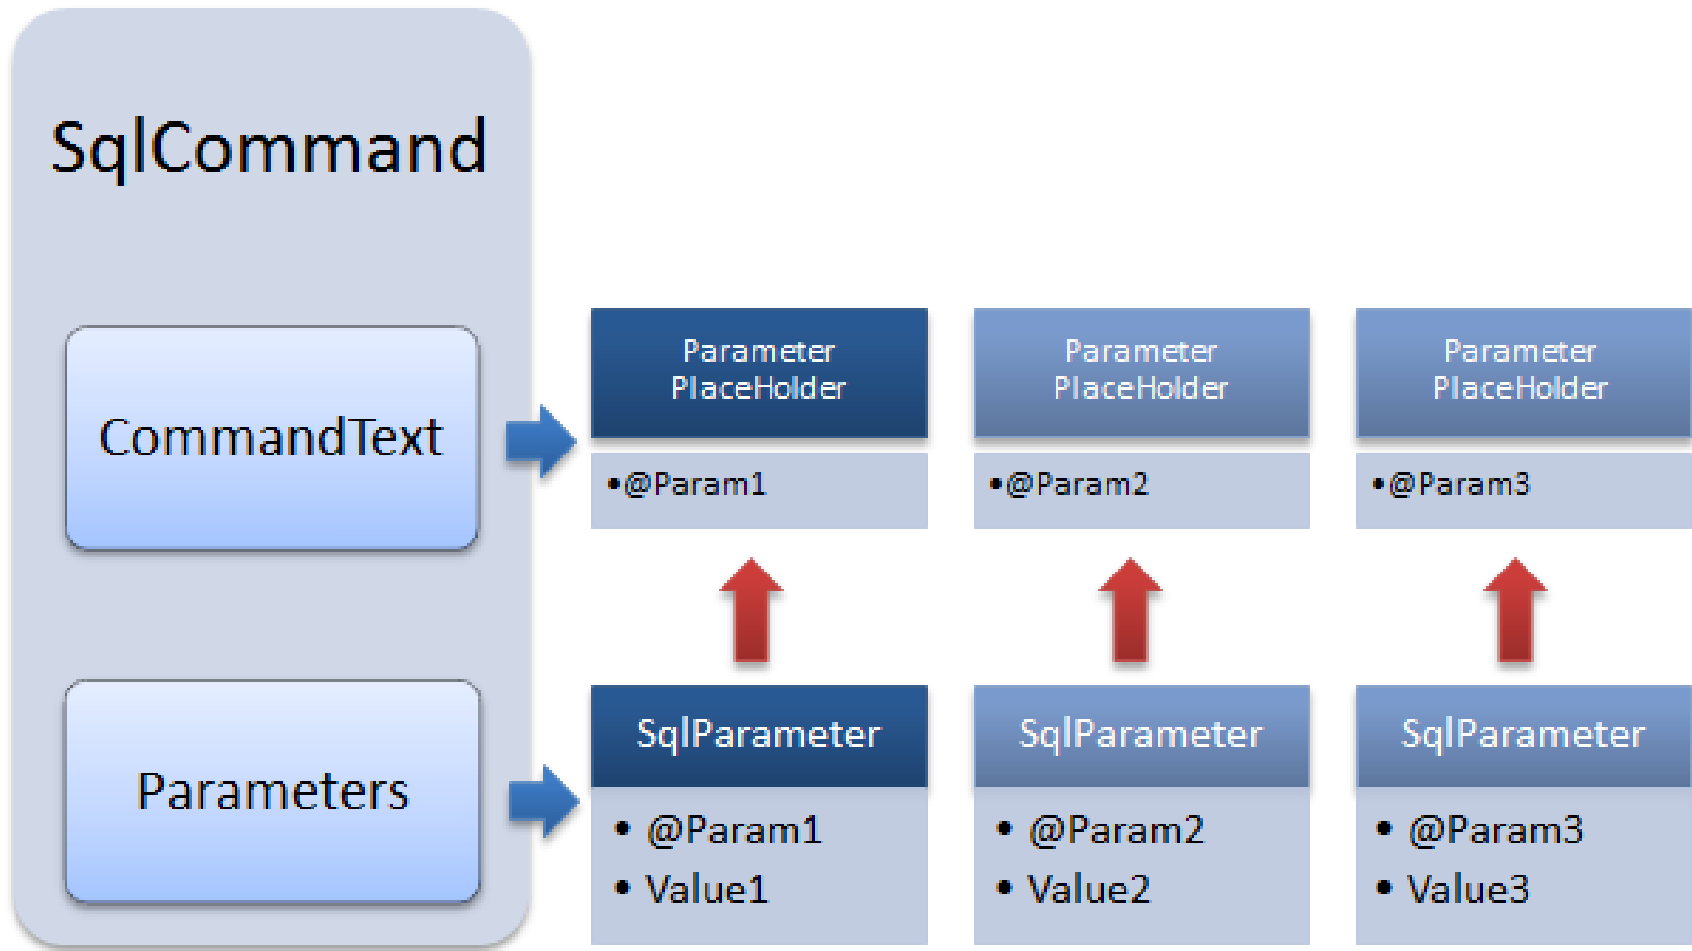 SqlCommand
CommandText
Parameter
PlaceHolder
•@Param1
Parameter
PlaceHolder
•@Param2
Parameter
PlaceHolder
•@Param3
Parameters
SqlParameter
• @Param1
• Value1
SqlParameter
• @Param2
• Value2
SqlParameter
• @Param3
• Value3